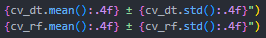 {cv_dt.mean():.4f} ± {cv_dt.std():.4f}")
{cv_rf.mean():.4f} ± {cv_rf.std():.4f}")